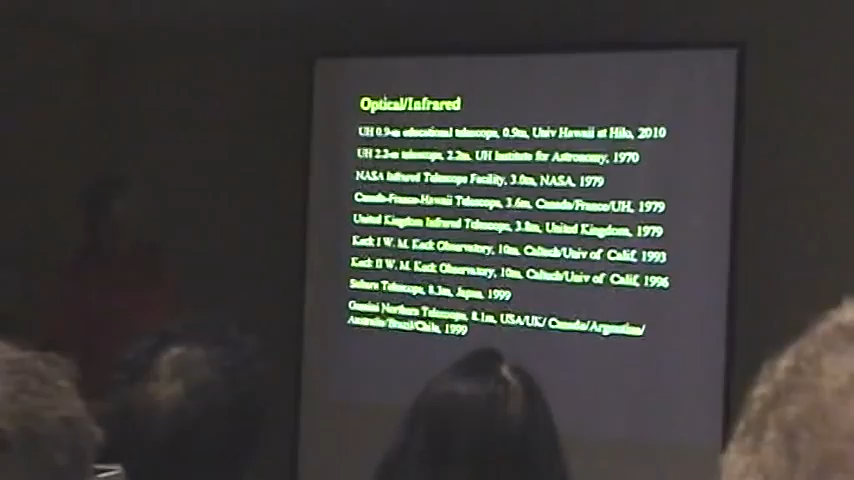 Optical/Infrared
UH 0.9-m educational telescope, 0.9m, Univ Hawaii at Hilo, 2010
UH 2.2-m telescope, 2.2m, UH Institute for Astronomy, 1970
NASA Infrared Telescope Facility, 3.0m, NASA, 1979
Canada-France-Hawaii Telescope, 3.6m, Canada/France/UH, 1979
United Kingdom Infrared Telescope, 3.8m, United Kingdom, 1979
Keck I W. M. Keck Observatory, 10m, Caltech/Univ of Calif, 1993
Keck II W. M. Keck Observatory, 10m, Caltech/Univ of Calif, 1996
Subaru Telescope, 8.3m, Japan, 1999
Gemini Northern Telescope, 8.1m, USA/UK/ Canada/Argentina/
Australia/Brazil/Chile, 1999